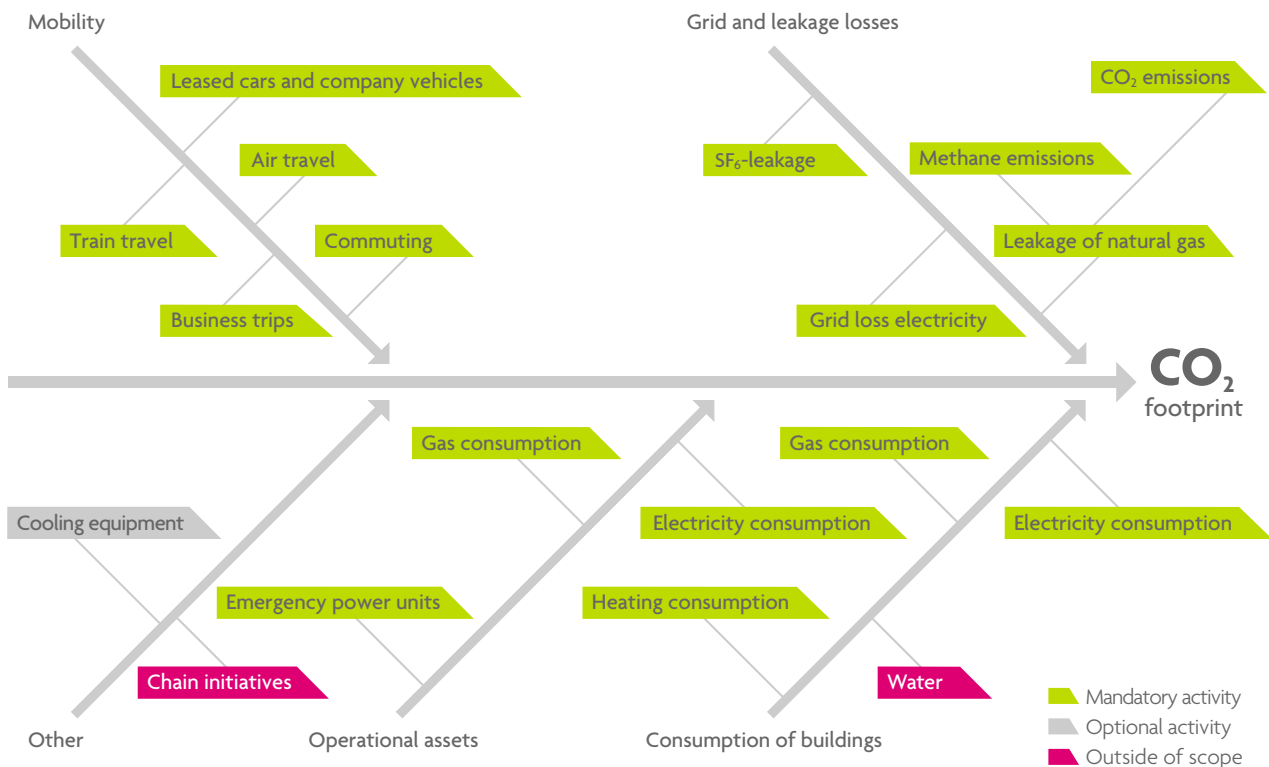 Mobility
Grid and leakage losses
Leased cars and company vehicles
CO₂ emissions
Air travel
SF₆-leakage
Methane emissions
Train travel
Commuting
Leakage of natural gas
Business trips
Grid loss electricity
CO₂
footprint
Gas consumption
Gas consumption
Cooling equipment
Electricity consumption
Electricity consumption
Emergency power units
Heating consumption
Chain initiatives
Water
Other
Operational assets
Consumption of buildings
Mandatory activity
Optional activity
Outside of scope